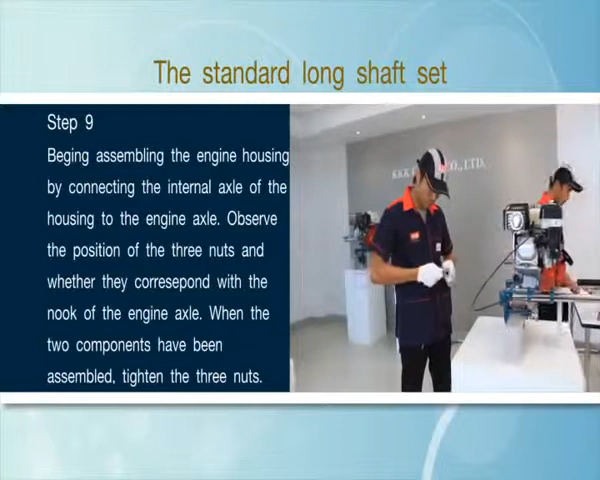 The standard long shaft set
Step 9
Beging assembling the engine housing
by connecting the internal axle of the
housing to the engine axle. Observe
the position of the three nuts and
whether they corresepond with the
nook of the engine axle. When the
two components have been
assembled, tighten the three nuts.
CO.,LTD.